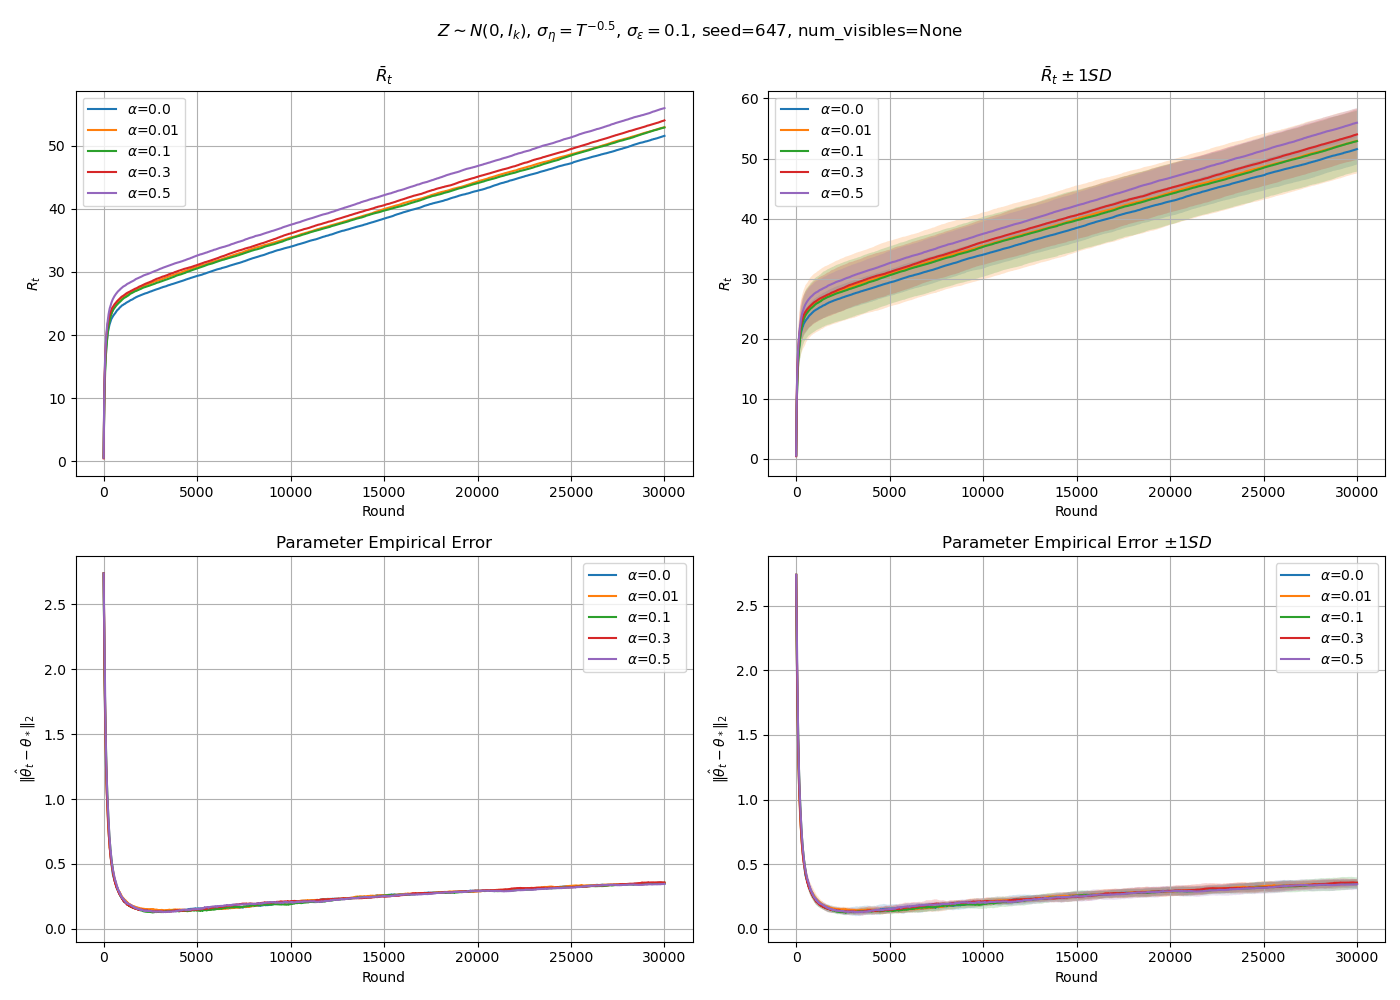 Z ∼ N(0, I_k), σ_η = T^{−0.5}, σ_ε = 0.1, seed=647, num_visibles=None
R̄_t
50
40
30
20
10
0
R_t
α=0.0
α=0.01
α=0.1
α=0.3
α=0.5
0 5000 10000 15000 20000 25000 30000
Round
R̄_t ± 1SD
60
50
40
30
20
10
0
R_t
α=0.0
α=0.01
α=0.1
α=0.3
α=0.5
0 5000 10000 15000 20000 25000 30000
Round
Parameter Empirical Error
2.5
2.0
1.5
1.0
0.5
0.0
‖θ̂_t − θ_*‖_2
α=0.0
α=0.01
α=0.1
α=0.3
α=0.5
0 5000 10000 15000 20000 25000 30000
Round
Parameter Empirical Error ±1SD
2.5
2.0
1.5
1.0
0.5
0.0
‖θ̂_t − θ_*‖_2
α=0.0
α=0.01
α=0.1
α=0.3
α=0.5
0 5000 10000 15000 20000 25000 30000
Round